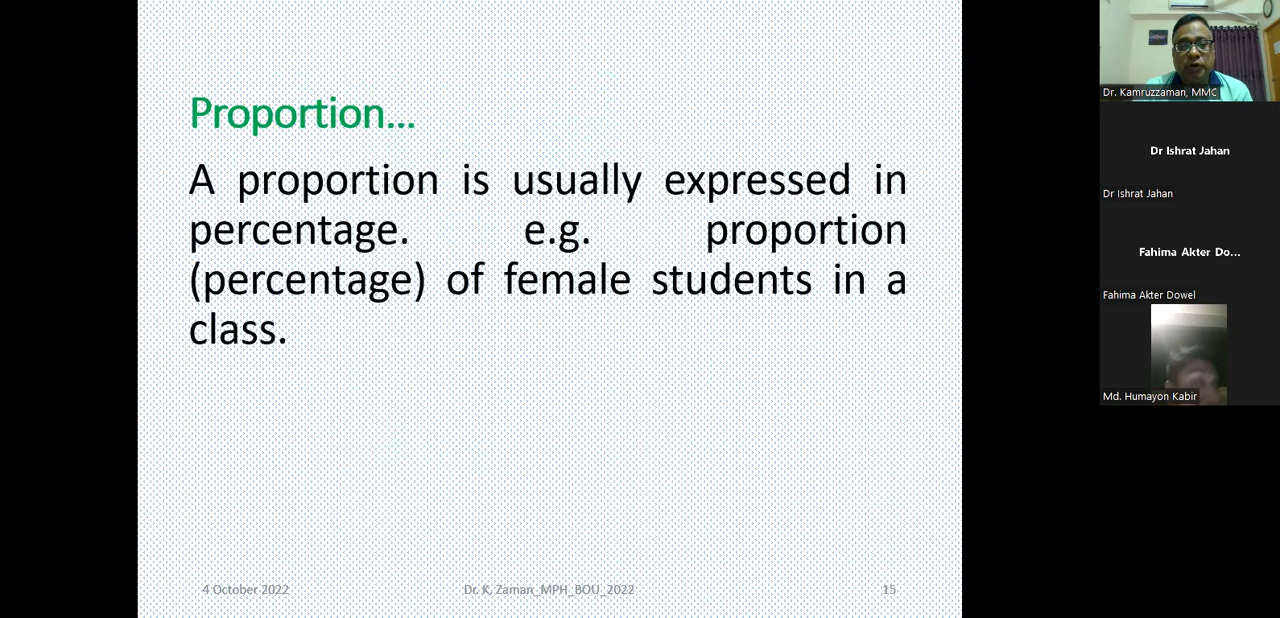 Proportion...
A proportion is usually expressed in
percentage. e.g. proportion
(percentage) of female students in a
class.
4 October 2022 Dr. K, Zaman_MPH_BOU_2022 15
Dr. Kamruzzaman, MMC
Dr Ishrat Jahan
Dr Ishrat Jahan
Fahima Akter Do...
Fahima Akter Dowel
Md. Humayon Kabir